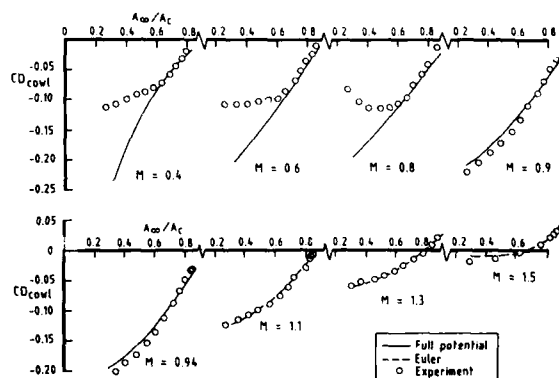 A∞/Ac
0.2 0.4 0.6 0.8 0.2 0.4 0.6 0.8 0.2 0.4 0.6 0.8 0.2 0.4 0.6 0.8
0
-0.05
CDcowl
-0.10
-0.15
-0.20
-0.25
M = 0.4 M = 0.6 M = 0.8 M = 0.9
A∞/Ac
0.05
0.2 0.4 0.6 0.8 0.2 0.4 0.6 0.8 0.2 0.4 0.6 0.8 0.2 0.4 0.6 0.8
0
-0.05
CDcowl
-0.10
-0.15
-0.20
M = 0.94 M = 1.1 M = 1.3 M = 1.5
Full potential
Euler
Experiment